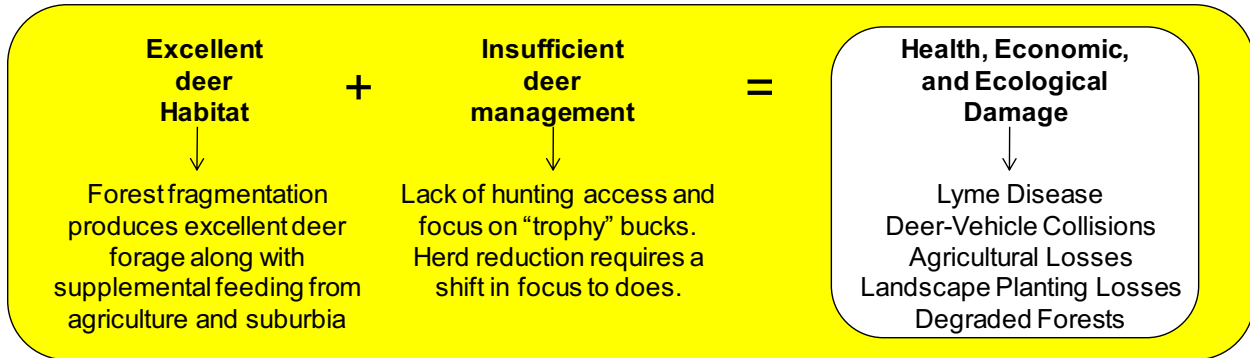 Excellent
deer
Habitat
Forest fragmentation
produces excellent deer
forage along with
supplemental feeding from
agriculture and suburbia
+
Insufficient
deer
management
Lack of hunting access and
focus on “trophy” bucks.
Herd reduction requires a
shift in focus to does.
=
Health, Economic,
and Ecological
Damage
Lyme Disease
Deer-Vehicle Collisions
Agricultural Losses
Landscape Planting Losses
Degraded Forests